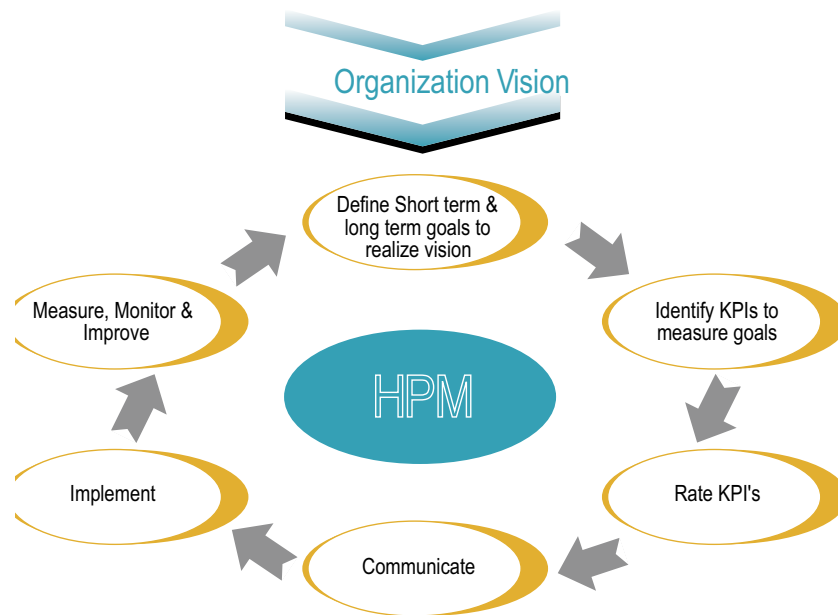 Organization Vision
Define Short term &
long term goals to
realize vision
Identify KPIs to
measure goals
Rate KPI's
Communicate
Implement
Measure, Monitor &
Improve
HPM